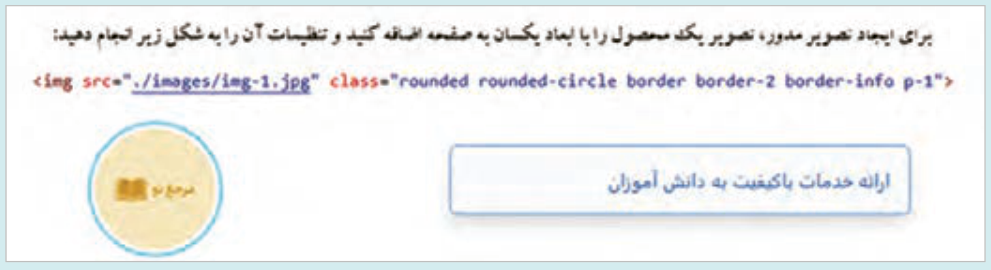 برای ایجاد تصویر مدور، تصویر یک محصول را با ابعاد یکسان به صفحه اضافه کنید و تنظیمات آن را به شکل زیر انجام دهید:
<img src="./images/img-1.jpg" class="rounded rounded-circle border border-2 border-info p-1">
ارائه خدمات باکیفیت به دانش آموزان
مرجع نو